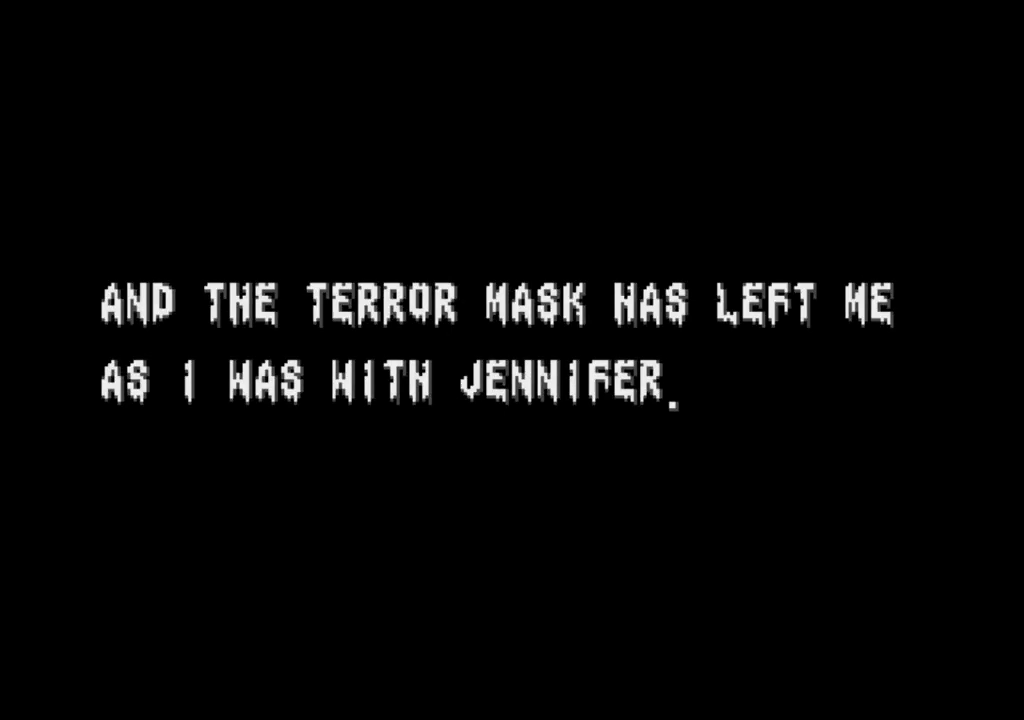 AND THE TERROR MASK HAS LEFT ME
AS I WAS WITH JENNIFER.